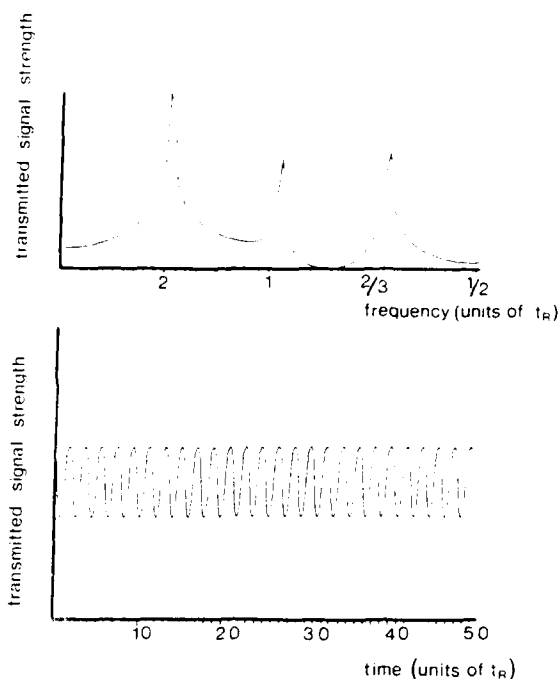 transmitted signal strength
2 1 2/3 1/2
frequency (units of t_R)
transmitted signal strength
10 20 30 40 50
time (units of t_R)